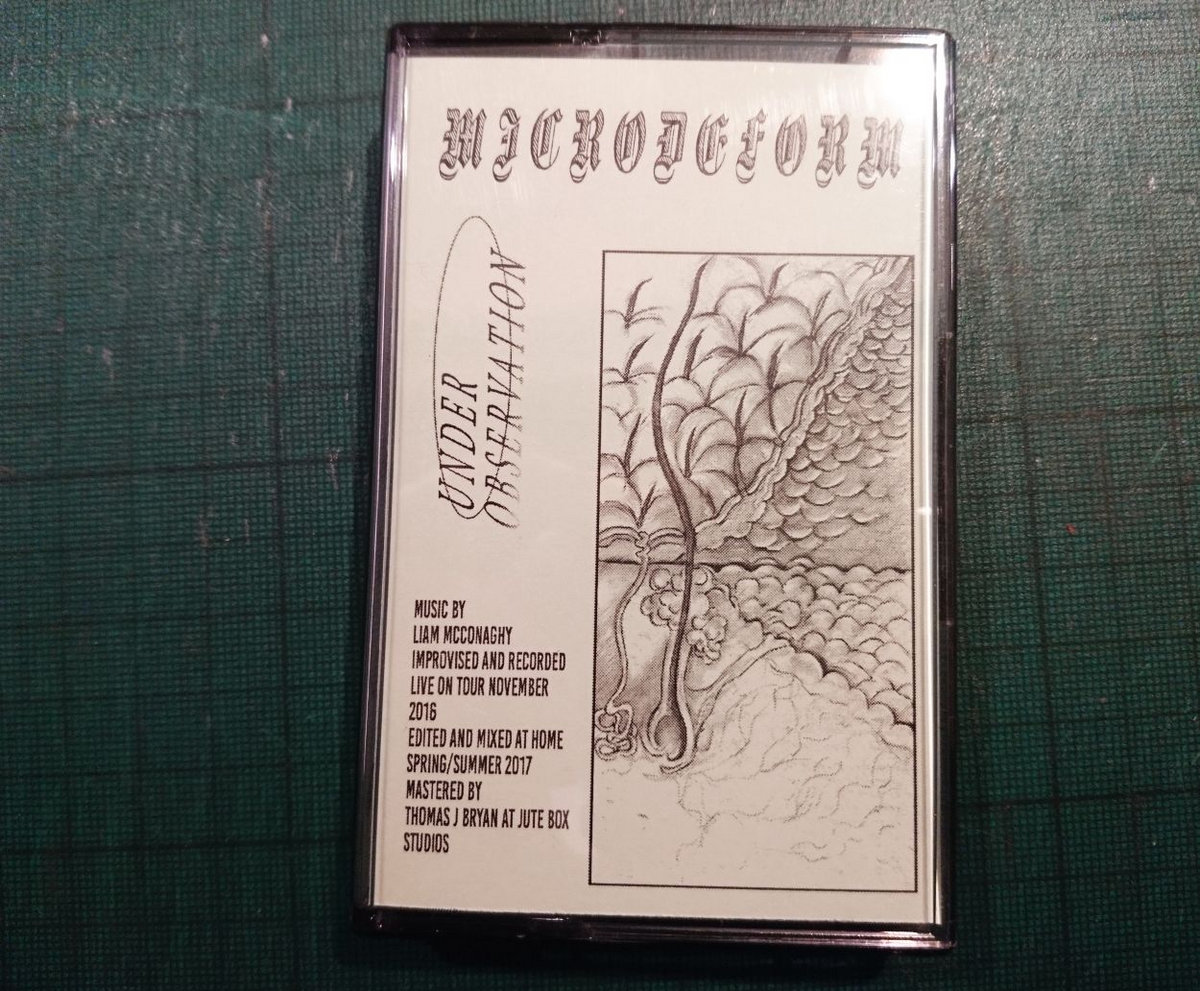 MICRODEFORM
UNDER
OBSERVATION
MUSIC BY
LIAM MCCONAGHY
IMPROVISED AND RECORDED
LIVE ON TOUR NOVEMBER
2016
EDITED AND MIXED AT HOME
SPRING/SUMMER 2017
MASTERED BY
THOMAS J BRYAN AT JUTE BOX
STUDIOS